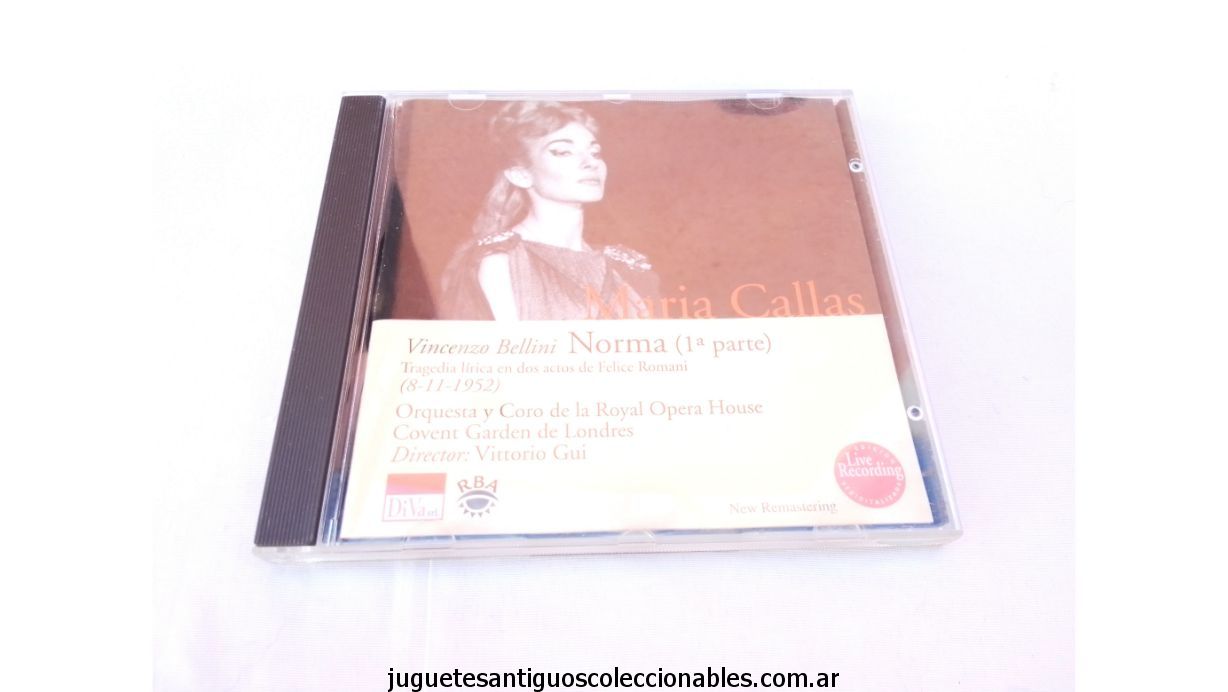 Maria Callas
Vincenzo Bellini Norma (1ª parte)
Tragedia lírica en dos actos de Felice Romani
(8-11-1952)
Orquesta y Coro de la Royal Opera House
Covent Garden de Londres
Director: Vittorio Gui
DiVa
RBA
New Remastering
Live
Recording
juguetesantiguoscoleccionables.com.ar